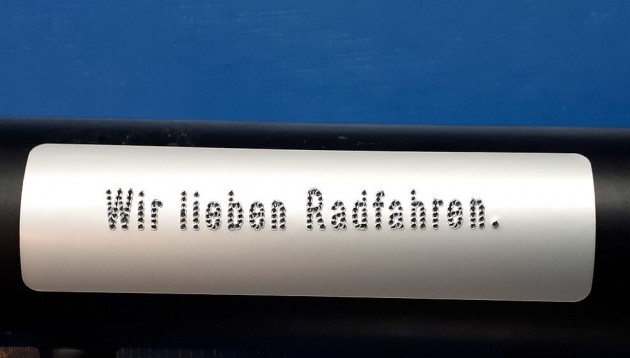 Wir lieben Radfahren.